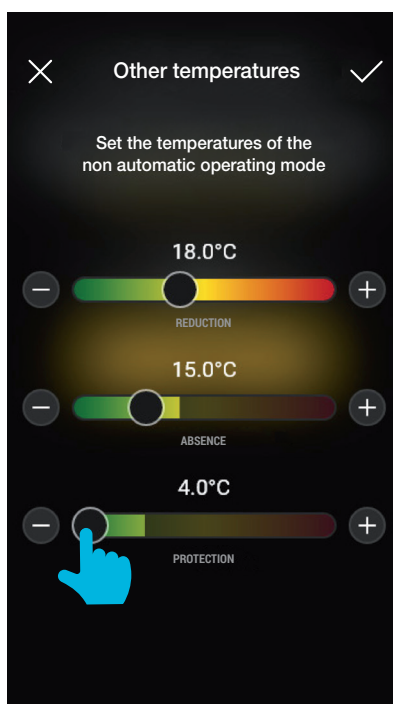 Other temperatures
Set the temperatures of the
non automatic operating mode
18.0°C
REDUCTION
15.0°C
ABSENCE
4.0°C
PROTECTION